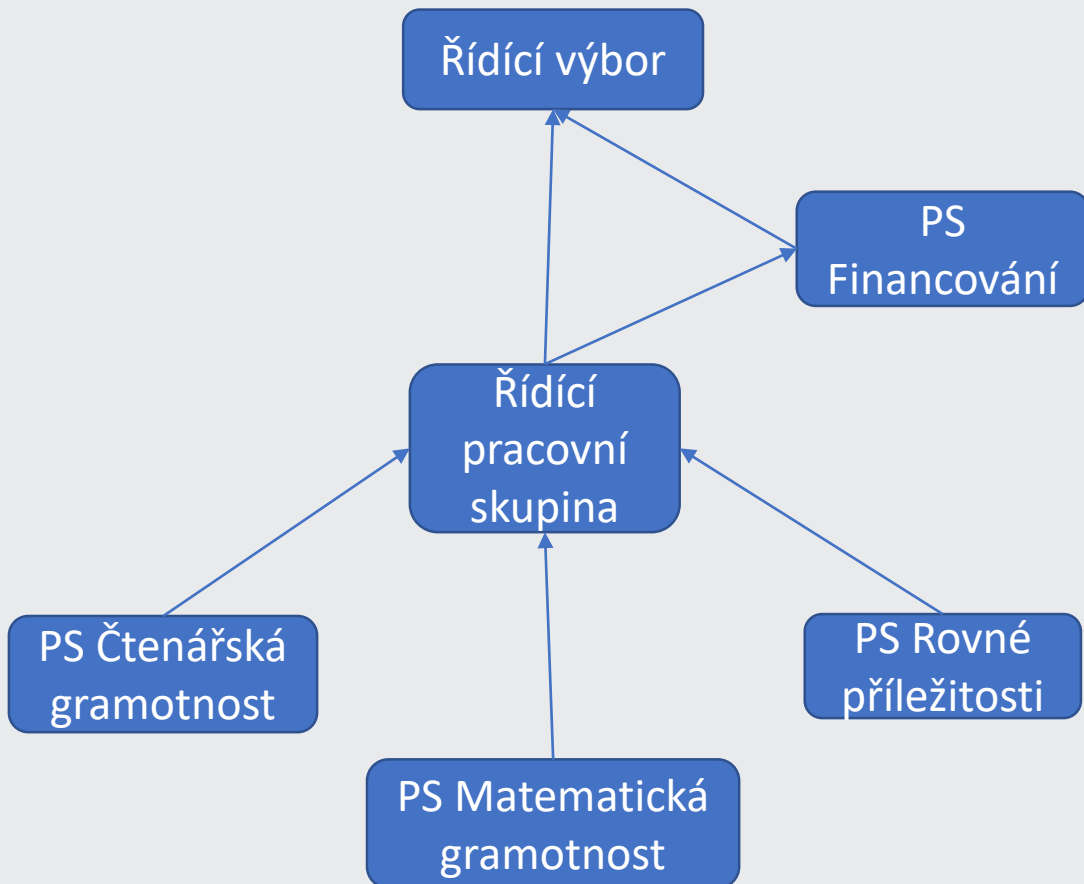 Řídící výbor
PS
Financování
Řídící
pracovní
skupina
PS Čtenářská
gramotnost
PS Rovné
příležitosti
PS Matematická
gramotnost